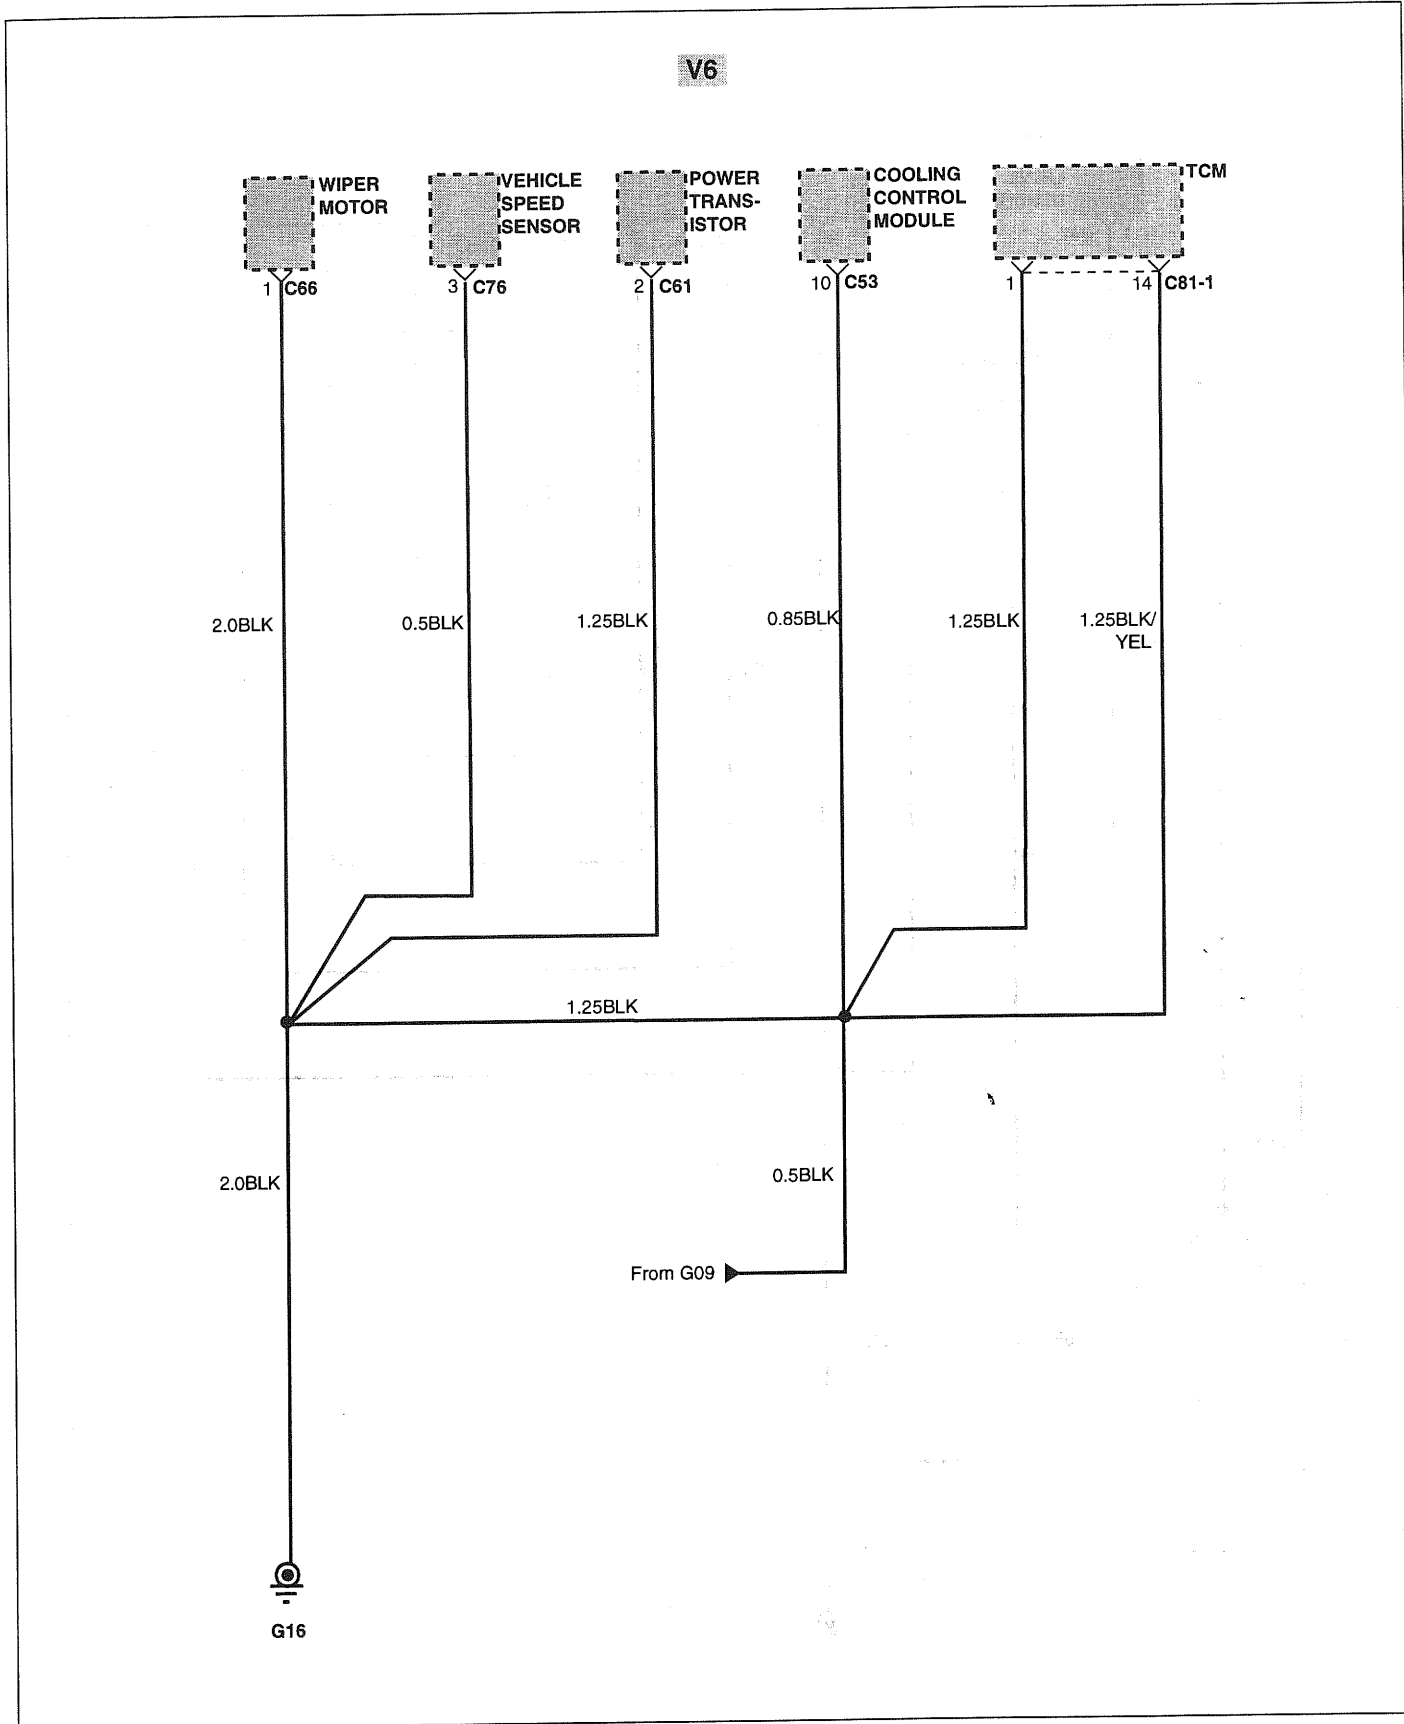 V6
WIPER
MOTOR
VEHICLE
SPEED
SENSOR
POWER
TRANS-
ISTOR
COOLING
CONTROL
MODULE
TCM
1 C66
3 C76
2 C61
10 C53
1
14 C81-1
2.0BLK
0.5BLK
1.25BLK
0.85BLK
1.25BLK
1.25BLK/
YEL
1.25BLK
2.0BLK
0.5BLK
From G09
G16